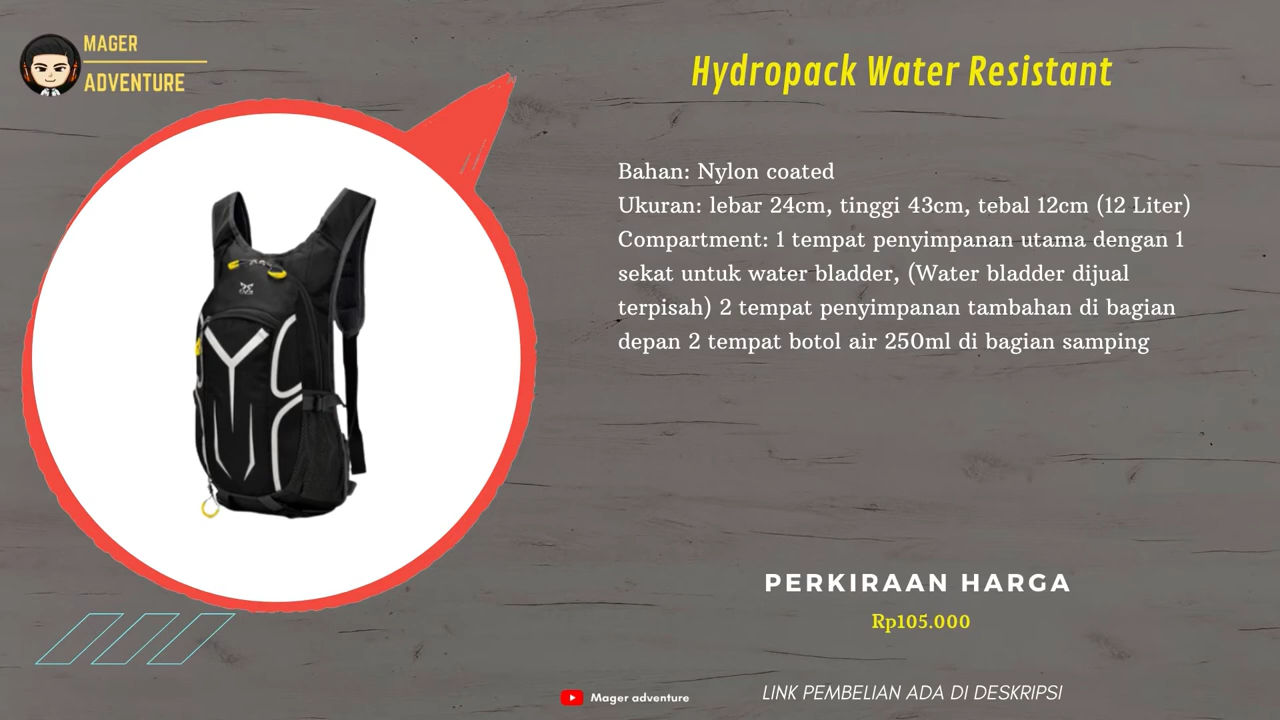 MAGER
ADVENTURE
Hydropack Water Resistant
Bahan: Nylon coated
Ukuran: lebar 24cm, tinggi 43cm, tebal 12cm (12 Liter)
Compartment: 1 tempat penyimpanan utama dengan 1
sekat untuk water bladder, (Water bladder dijual
terpisah) 2 tempat penyimpanan tambahan di bagian
depan 2 tempat botol air 250ml di bagian samping
PERKIRAAN HARGA
Rp105.000
Mager adventure
LINK PEMBELIAN ADA DI DESKRIPSI